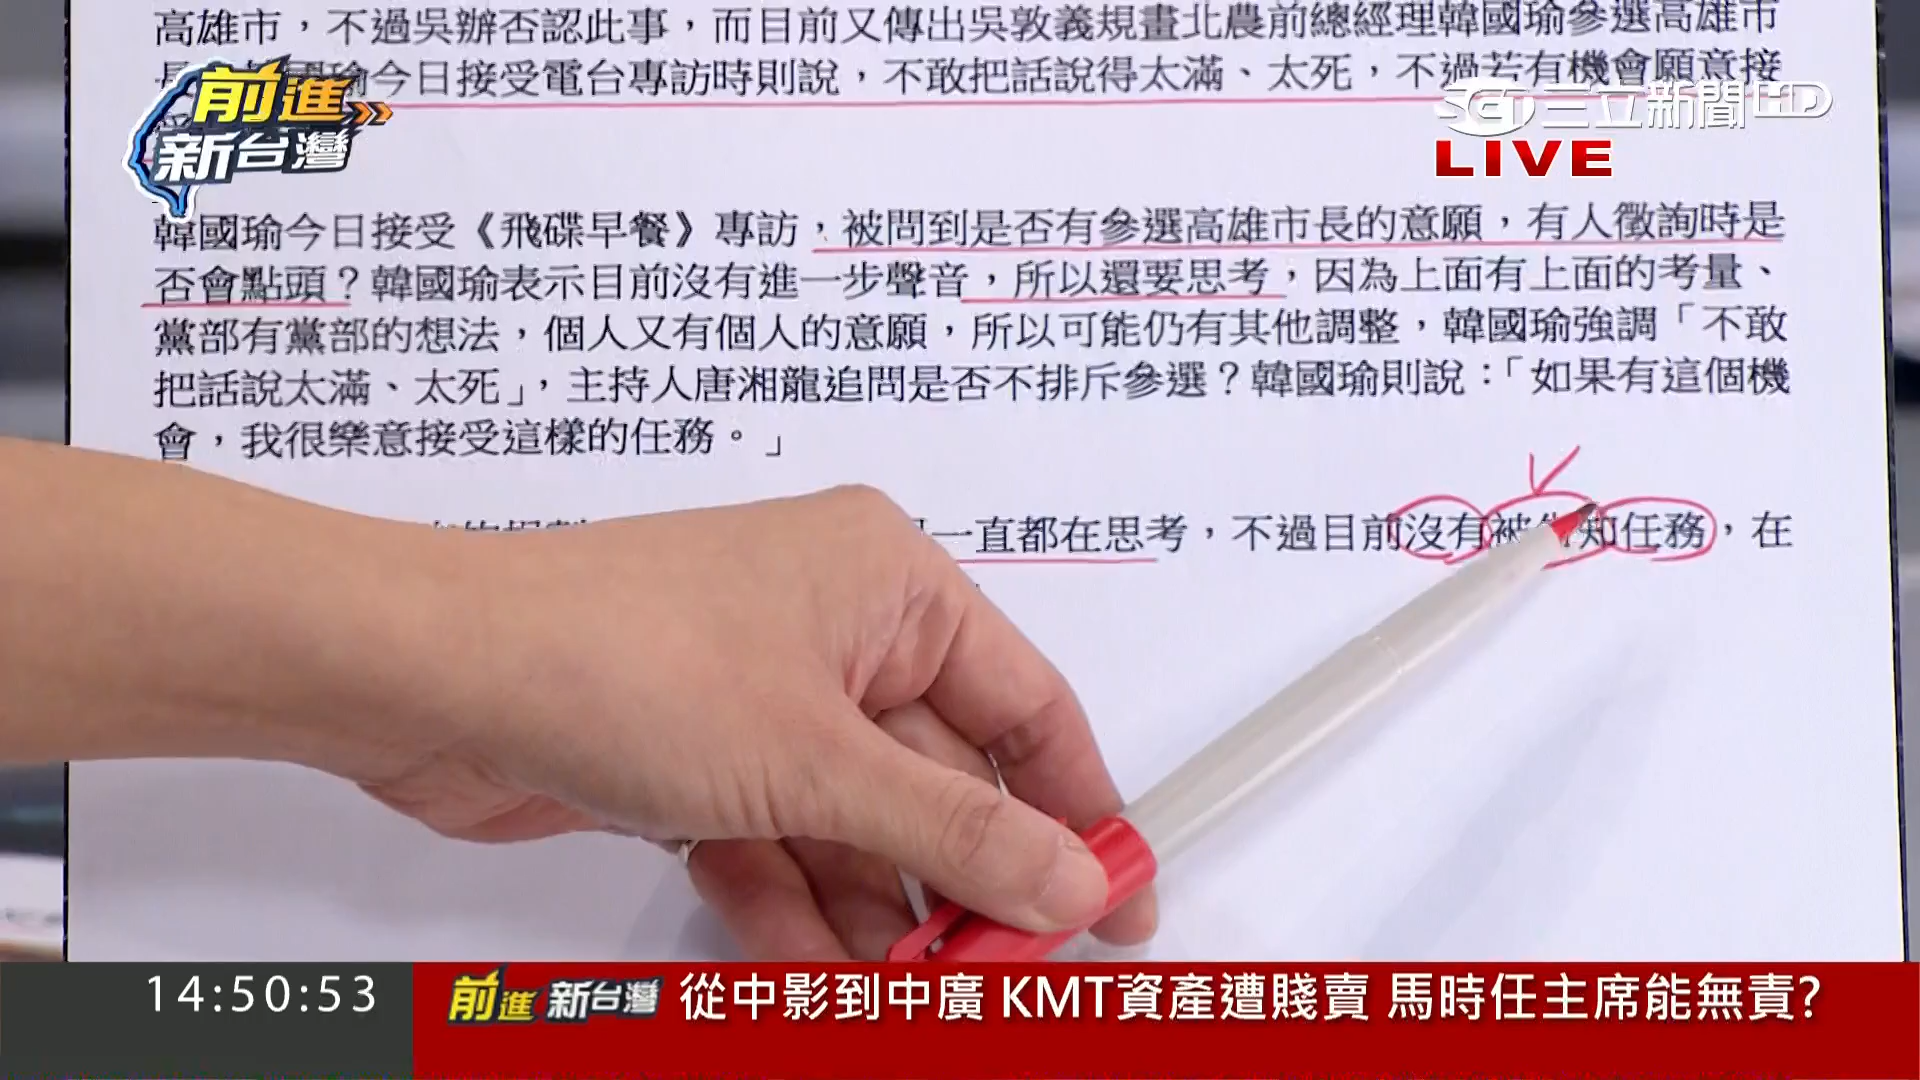 高雄市，不過吳辦否認此事，而目前又傳出吳敦義規畫北農前總經理韓國瑜參選高雄市
瑜今日接受電台專訪時則說，不敢把話說得太滿、太死，不過若有機會願意接
前進
新台灣
SET三立新聞HD
LIVE
韓國瑜今日接受《飛碟早餐》專訪，被問到是否有參選高雄市長的意願，有人徵詢時是
否會點頭？韓國瑜表示目前沒有進一步聲音，所以還要思考，因為上面有上面的考量、
黨部有黨部的想法，個人又有個人的意願，所以可能仍有其他調整，韓國瑜強調「不敢
把話說太滿、太死」，主持人唐湘龍追問是否不排斥參選？韓國瑜則說：「如果有這個機
會，我很樂意接受這樣的任務。」
一直都在思考，不過目前沒有被 知任務，在
14:50:53
前進新台灣 從中影到中廣 KMT資產遭賤賣 馬時任主席能無責?